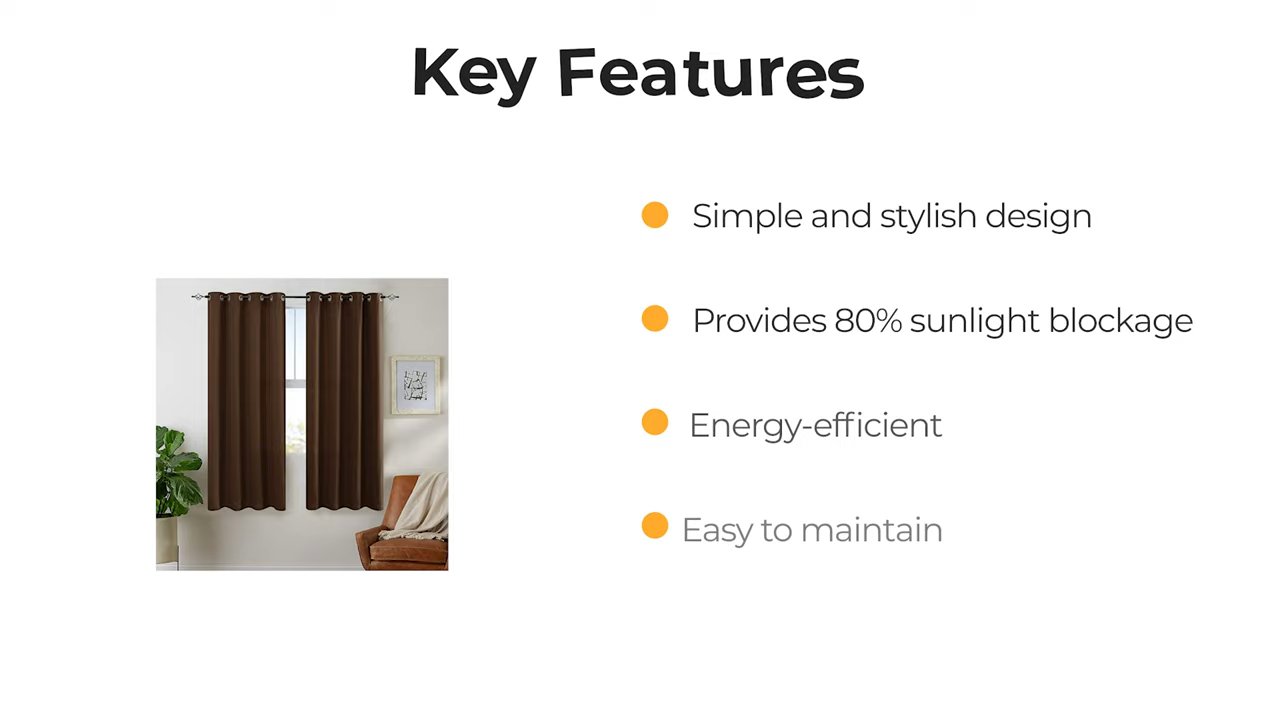 Key Features
Simple and stylish design
Provides 80% sunlight blockage
Energy-efficient
Easy to maintain